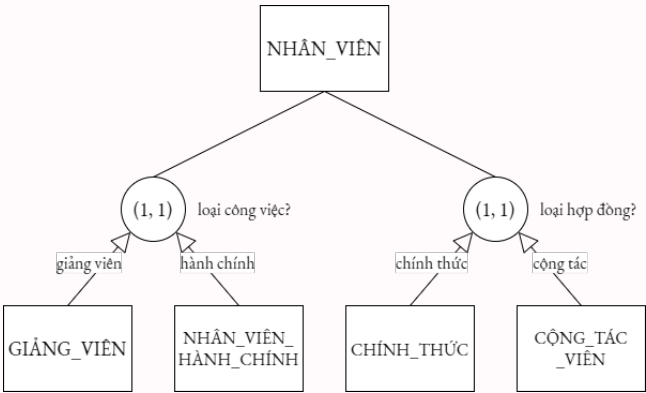 NHÂN_VIÊN
(1, 1)
loại công việc?
(1, 1)
loại hợp đồng?
giảng viên
hành chính
chính thức
cộng tác
GIẢNG_VIÊN
NHÂN_VIÊN_
HÀNH_CHÍNH
CHÍNH_THỨC
CỘNG_TÁC
_VIÊN